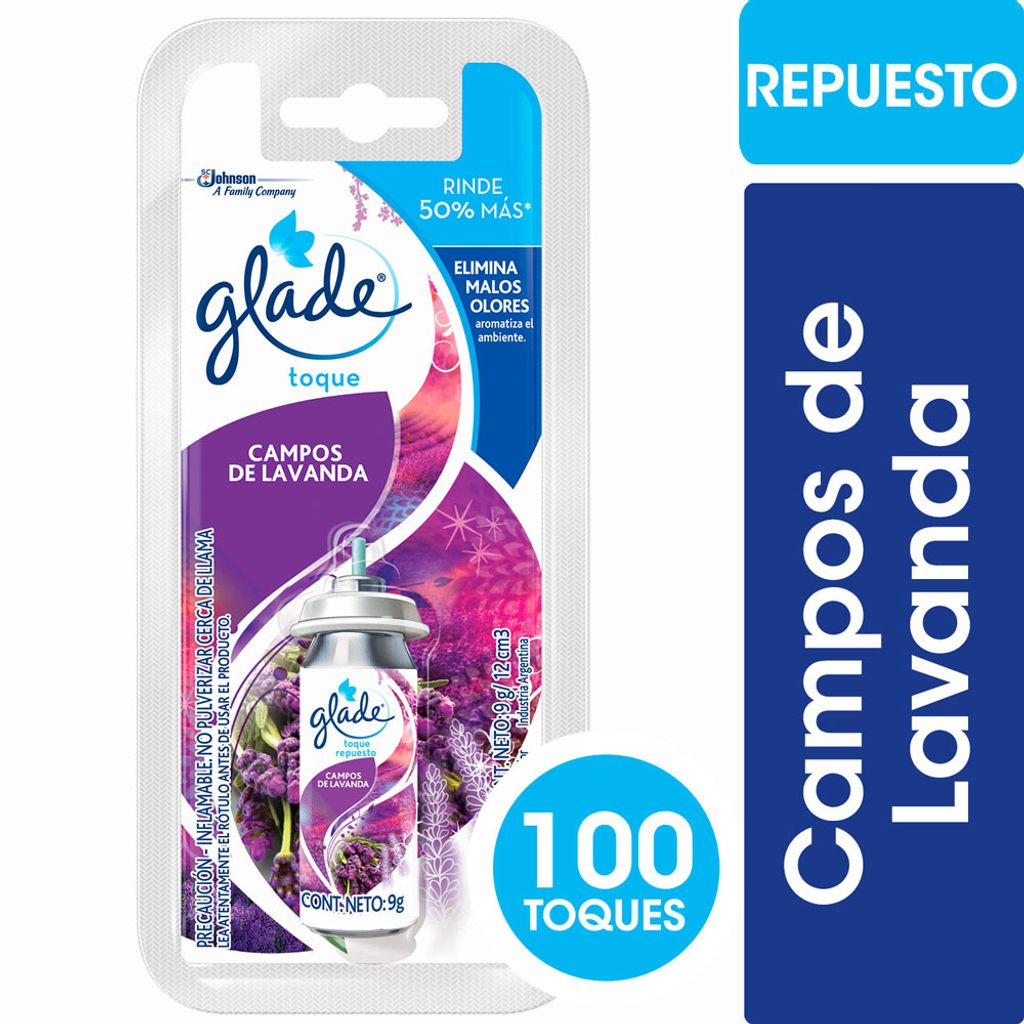 SC Johnson
A Family Company
glade®
toque
CAMPOS
DE LAVANDA
RINDE
50% MÁS*
ELIMINA
MALOS
OLORES
aromatiza el
ambiente.
PRECAUCIÓN - INFLAMABLE. NO PULVERIZAR CERCA DE LLAMA
LEA ATENTAMENTE EL RÓTULO ANTES DE USAR EL PRODUCTO.
glade
toque
repuesto
CAMPOS
DE LAVANDA
CONT. NETO: 9g
NT. NETO: 9 g/ 12 cm3
Industria Argentina
100
TOQUES
REPUESTO
Campos de
Lavanda